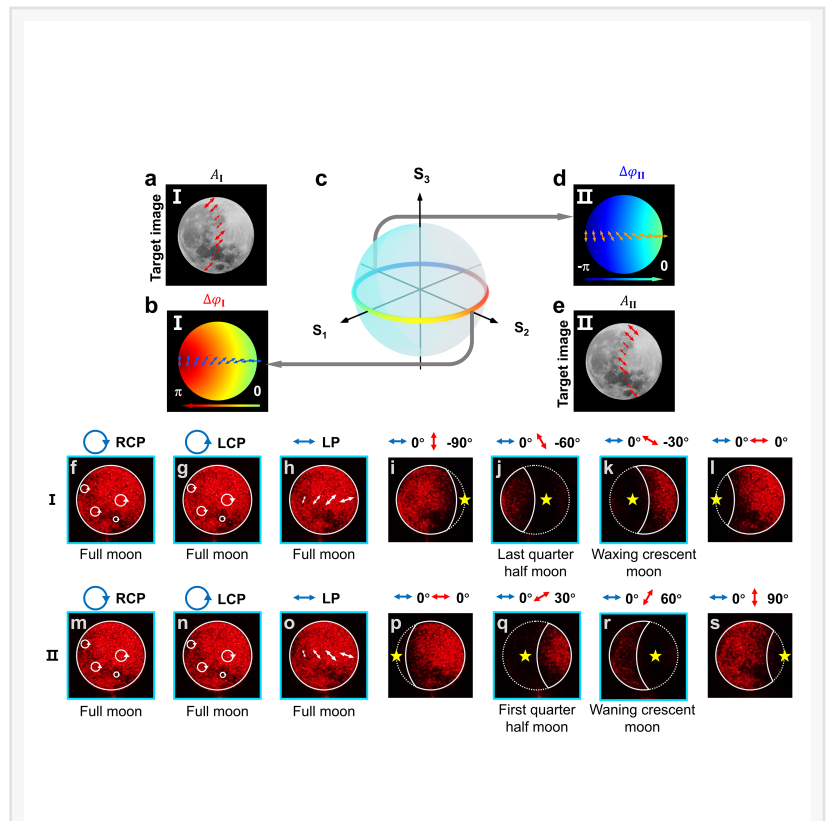 a
A_I
I
Target image
b
Δφ_I
I
π
0
c
S3
S1
S2
d
Δφ_II
II
-π
0
e
A_II
II
Target image
RCP
LCP
LP
0° -90°
0° -60°
0° -30°
0° 0°
I
f
g
h
i
j
k
l
Full moon
Full moon
Full moon
Last quarter
half moon
Waxing crescent
moon
RCP
LCP
LP
0° 0°
0° 30°
0° 60°
0° 90°
II
m
n
o
p
q
r
s
Full moon
Full moon
Full moon
First quarter
half moon
Waning crescent
moon